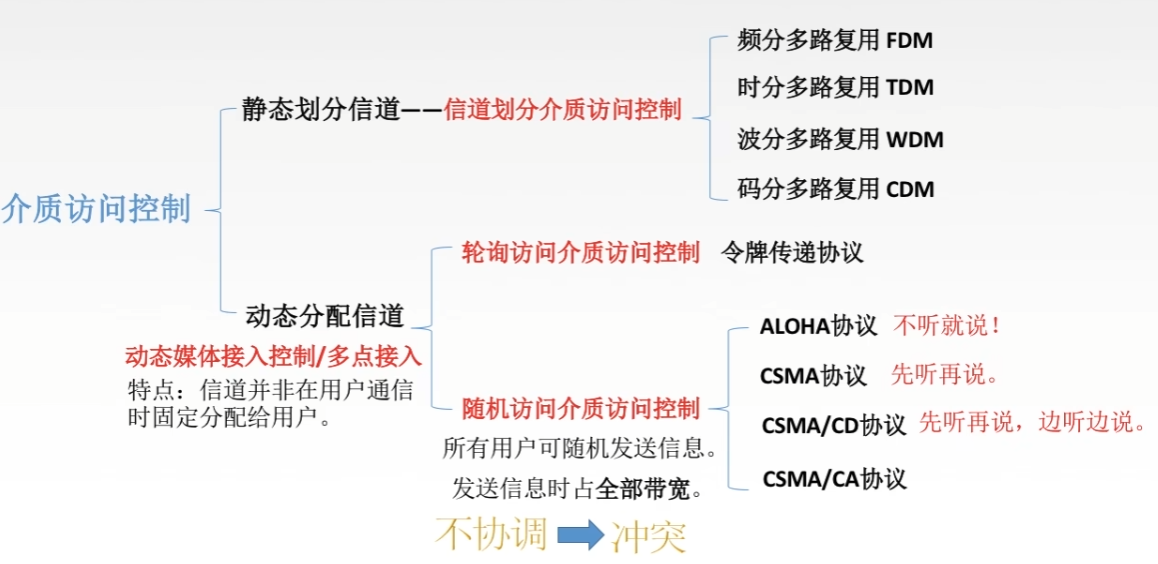 介质访问控制
静态划分信道——信道划分介质访问控制
频分多路复用 FDM
时分多路复用 TDM
波分多路复用 WDM
码分多路复用 CDM
动态分配信道
动态媒体接入控制/多点接入
特点：信道并非在用户通信
时固定分配给用户。
轮询访问介质访问控制 令牌传递协议
随机访问介质访问控制
所有用户可随机发送信息。
发送信息时占全部带宽。
ALOHA协议 不听就说！
CSMA协议 先听再说。
CSMA/CD协议 先听再说，边听边说。
CSMA/CA协议
不协调 冲突